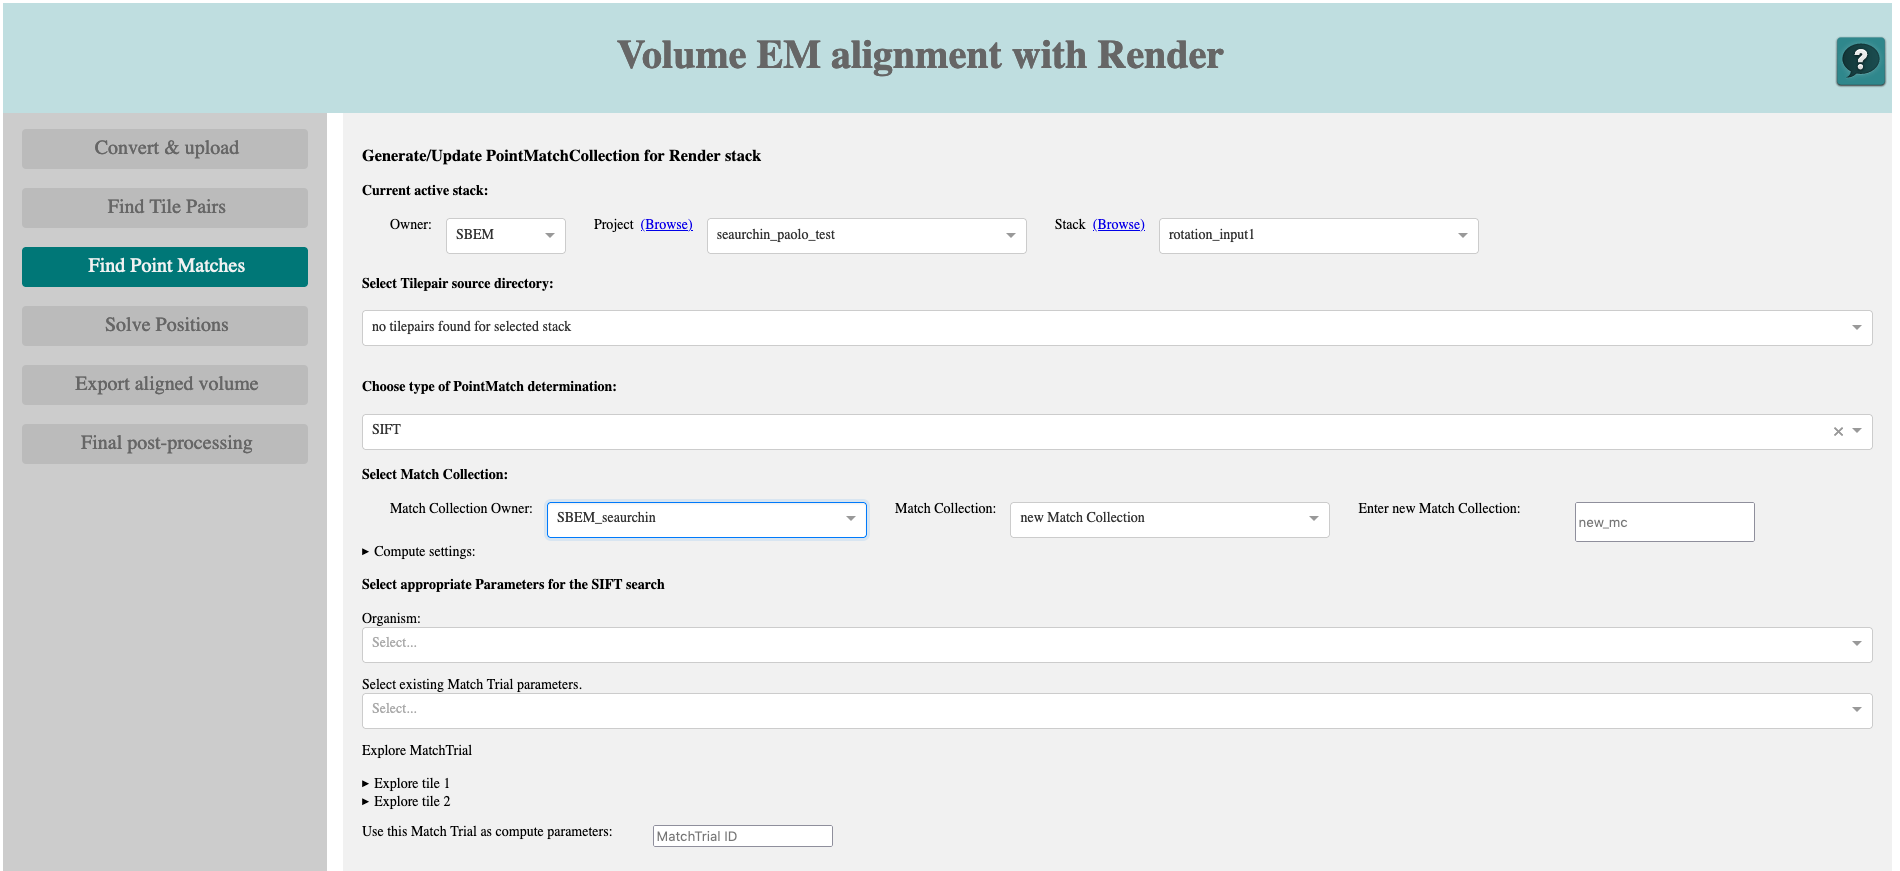 Volume EM alignment with Render
?
Convert & upload
Find Tile Pairs
Find Point Matches
Solve Positions
Export aligned volume
Final post-processing
Generate/Update PointMatchCollection for Render stack
Current active stack:
Owner: SBEM Project (Browse) seaurchin_paolo_test Stack (Browse) rotation_input1
Select Tilepair source directory:
no tilepairs found for selected stack
Choose type of PointMatch determination:
SIFT
Select Match Collection:
Match Collection Owner: SBEM_seaurchin Match Collection: new Match Collection Enter new Match Collection: new_mc
Compute settings:
Select appropriate Parameters for the SIFT search
Organism:
Select...
Select existing Match Trial parameters.
Select...
Explore MatchTrial
Explore tile 1
Explore tile 2
Use this Match Trial as compute parameters: MatchTrial ID